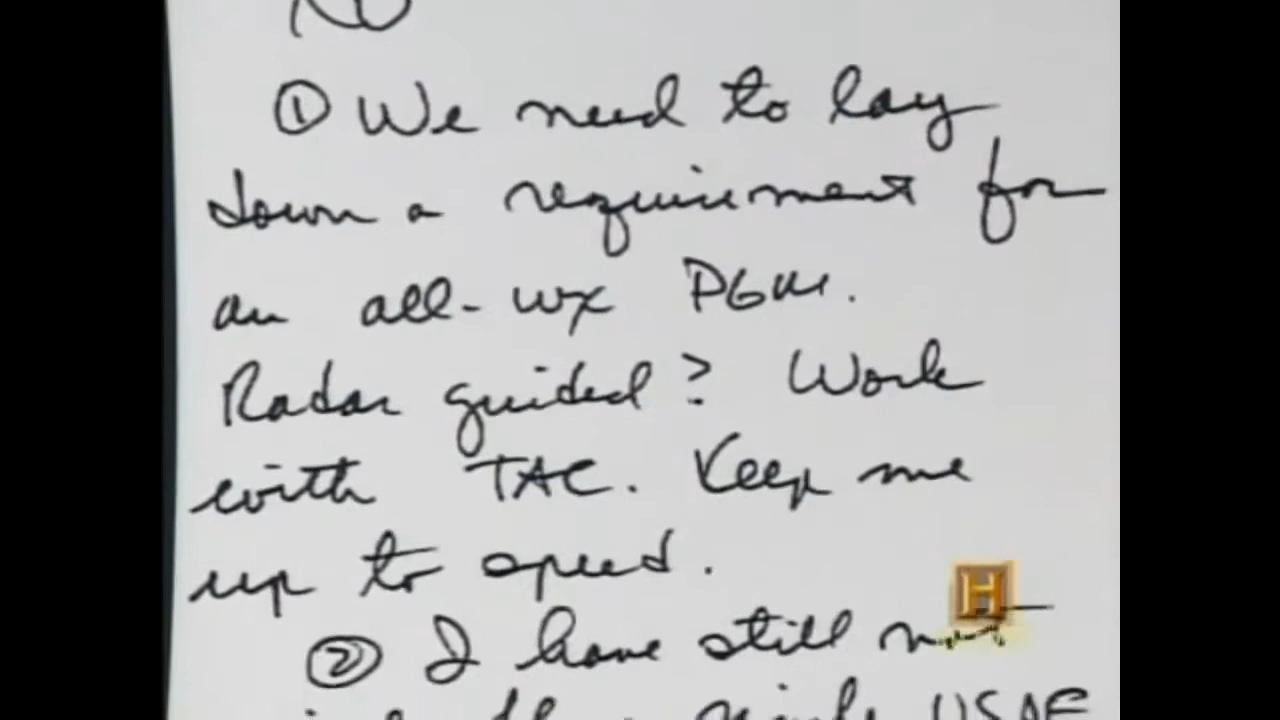 ① We need to lay
down a requirement for
an all-wx PGM.
Radar guided? Work
with TAC. Keep me
up to speed.
② I have still
USAF
H